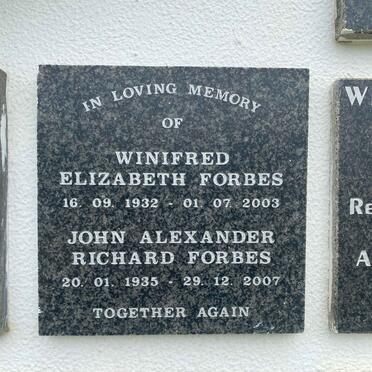 IN LOVING MEMORY
OF
WINIFRED
ELIZABETH FORBES
16. 09. 1932 - 01. 07. 2003
JOHN ALEXANDER
RICHARD FORBES
20. 01. 1935 - 29. 12. 2007
TOGETHER AGAIN